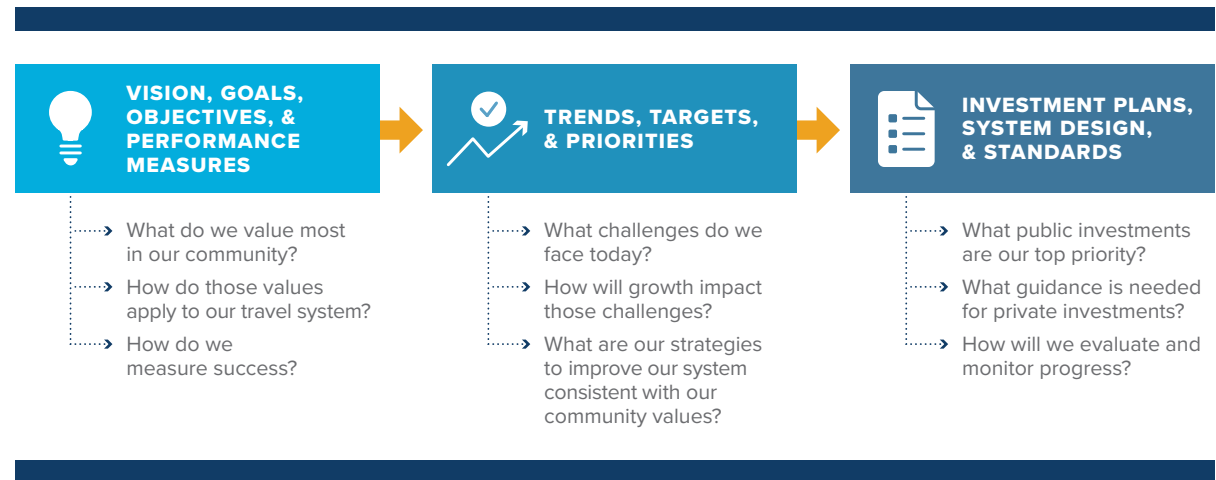 VISION, GOALS,
OBJECTIVES, &
PERFORMANCE
MEASURES
What do we value most
in our community?
How do those values
apply to our travel system?
How do we
measure success?
TRENDS, TARGETS,
& PRIORITIES
What challenges do we
face today?
How will growth impact
those challenges?
What are our strategies
to improve our system
consistent with our
community values?
INVESTMENT PLANS,
SYSTEM DESIGN,
& STANDARDS
What public investments
are our top priority?
What guidance is needed
for private investments?
How will we evaluate and
monitor progress?